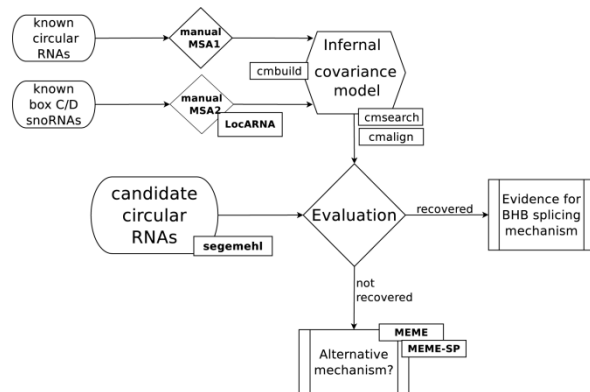 known
circular
RNAs
manual
MSA1
Infernal
covariance
model
cmbuild
known
box C/D
snoRNAs
manual
MSA2
LocARNA
cmsearch
cmalign
candidate
circular
RNAs
segemehl
Evaluation
recovered
Evidence for
BHB splicing
mechanism
not
recovered
MEME
MEME-SP
Alternative
mechanism?